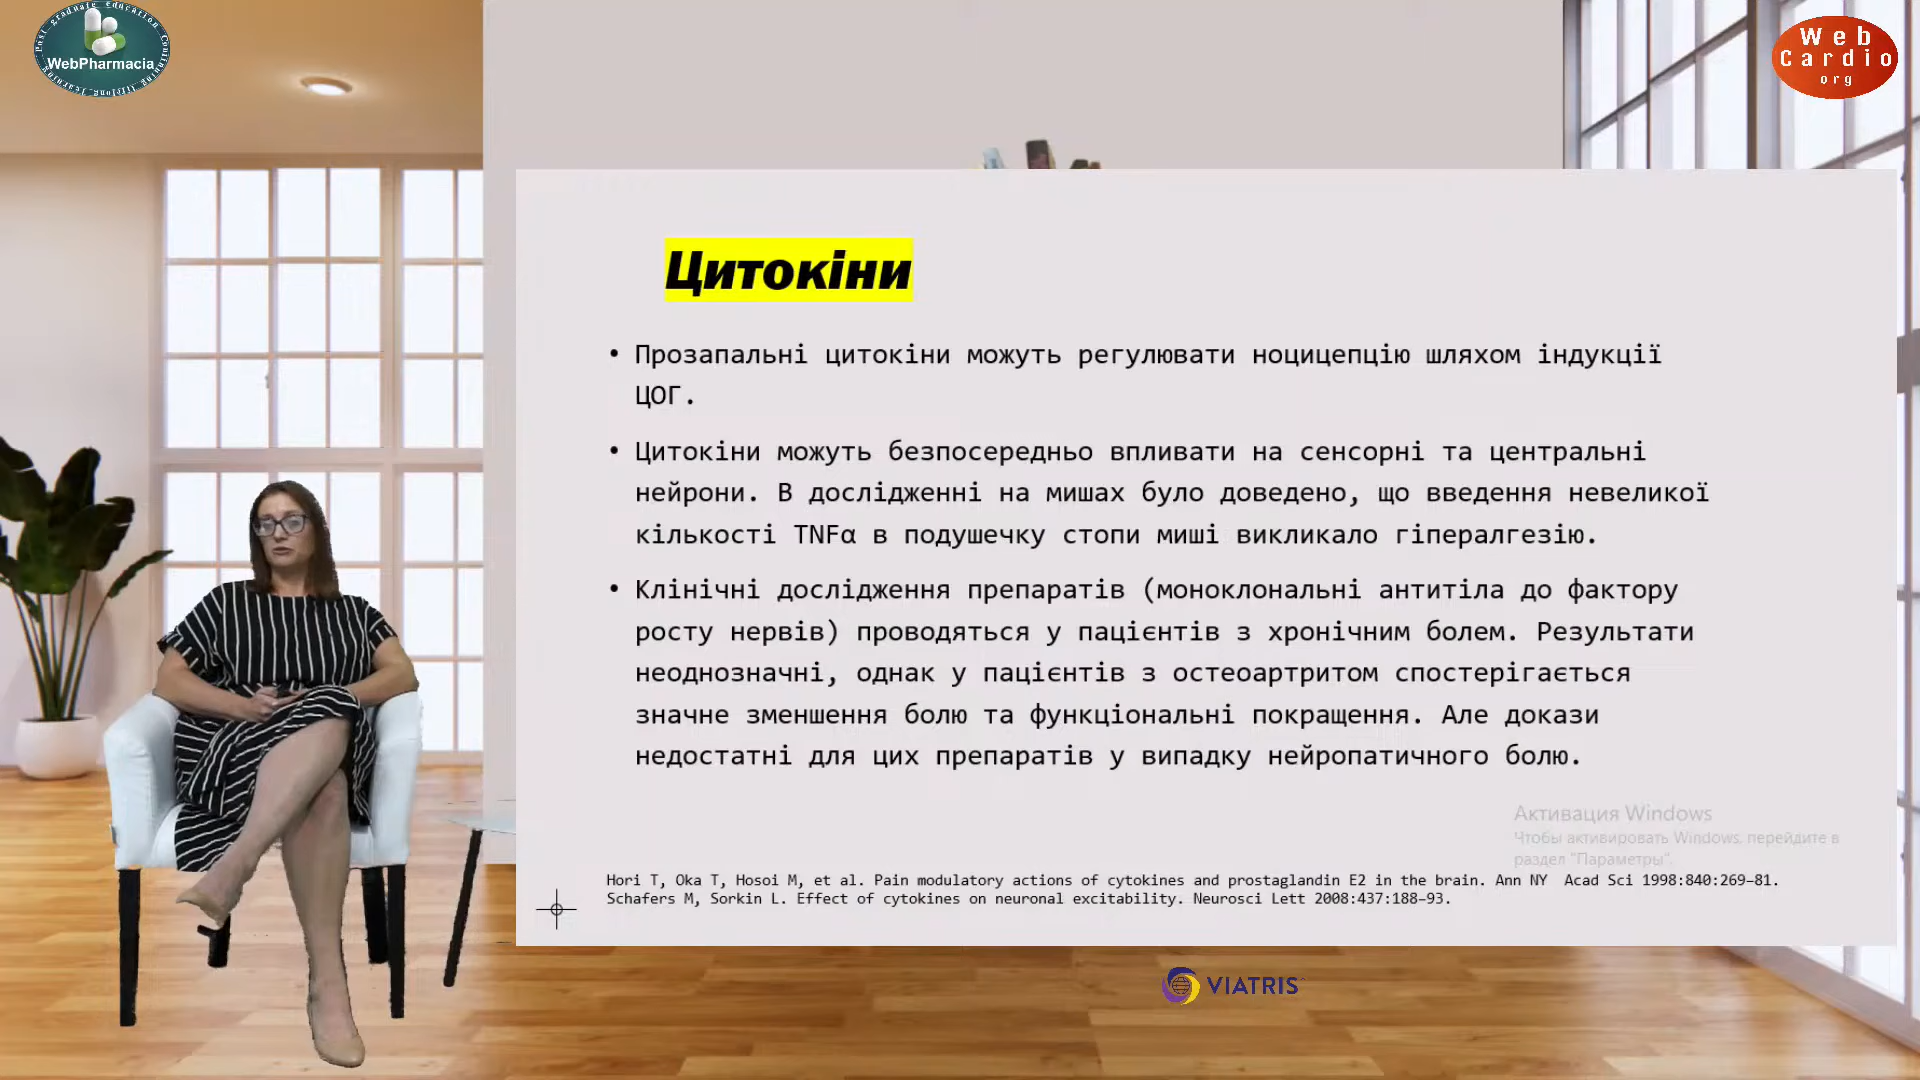 Post-graduate Education
WebPharmacia
Continuing lifelong learning
Web
Cardio
org
Цитокіни
• Прозапальні цитокіни можуть регулювати ноцицепцію шляхом індукції
ЦОГ.
• Цитокіни можуть безпосередньо впливати на сенсорні та центральні
нейрони. В дослідженні на мишах було доведено, що введення невеликої
кількості TNFα в подушечку стопи миші викликало гіпералгезію.
• Клінічні дослідження препаратів (моноклональні антитіла до фактору
росту нервів) проводяться у пацієнтів з хронічним болем. Результати
неоднозначні, однак у пацієнтів з остеоартритом спостерігається
значне зменшення болю та функціональні покращення. Але докази
недостатні для цих препаратів у випадку нейропатичного болю.
Активация Windows
Чтобы активировать Windows, перейдите в
раздел "Параметры".
Hori T, Oka T, Hosoi M, et al. Pain modulatory actions of cytokines and prostaglandin E2 in the brain. Ann NY  Acad Sci 1998:840:269–81.
Schafers M, Sorkin L. Effect of cytokines on neuronal excitability. Neurosci Lett 2008:437:188–93.
VIATRIS